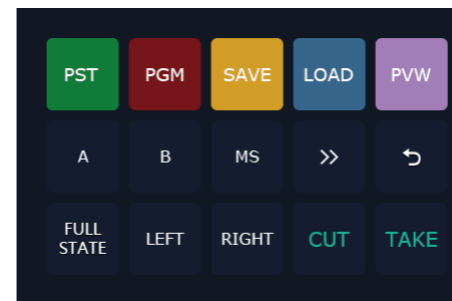 PST PGM SAVE LOAD PVW
A B MS >>
FULL
STATE LEFT RIGHT CUT TAKE